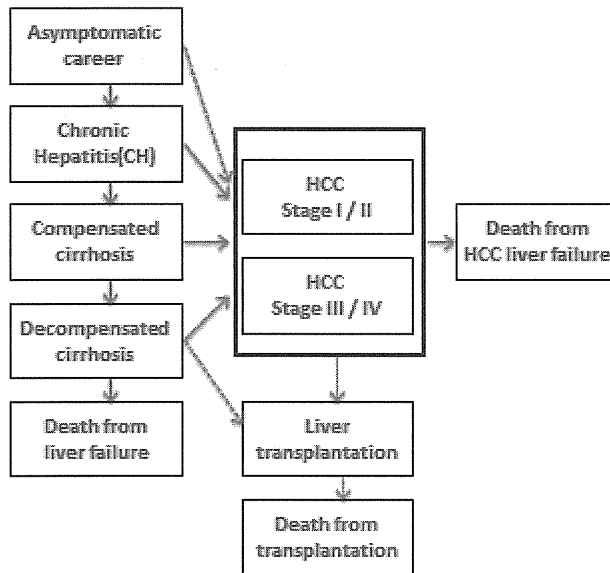 Asymptomatic
career
Chronic
Hepatitis(CH)
Compensated
cirrhosis
Decompensated
cirrhosis
Death from
liver failure
HCC
Stage I / II
HCC
Stage III / IV
Liver
transplantation
Death from
transplantation
Death from
HCC liver failure